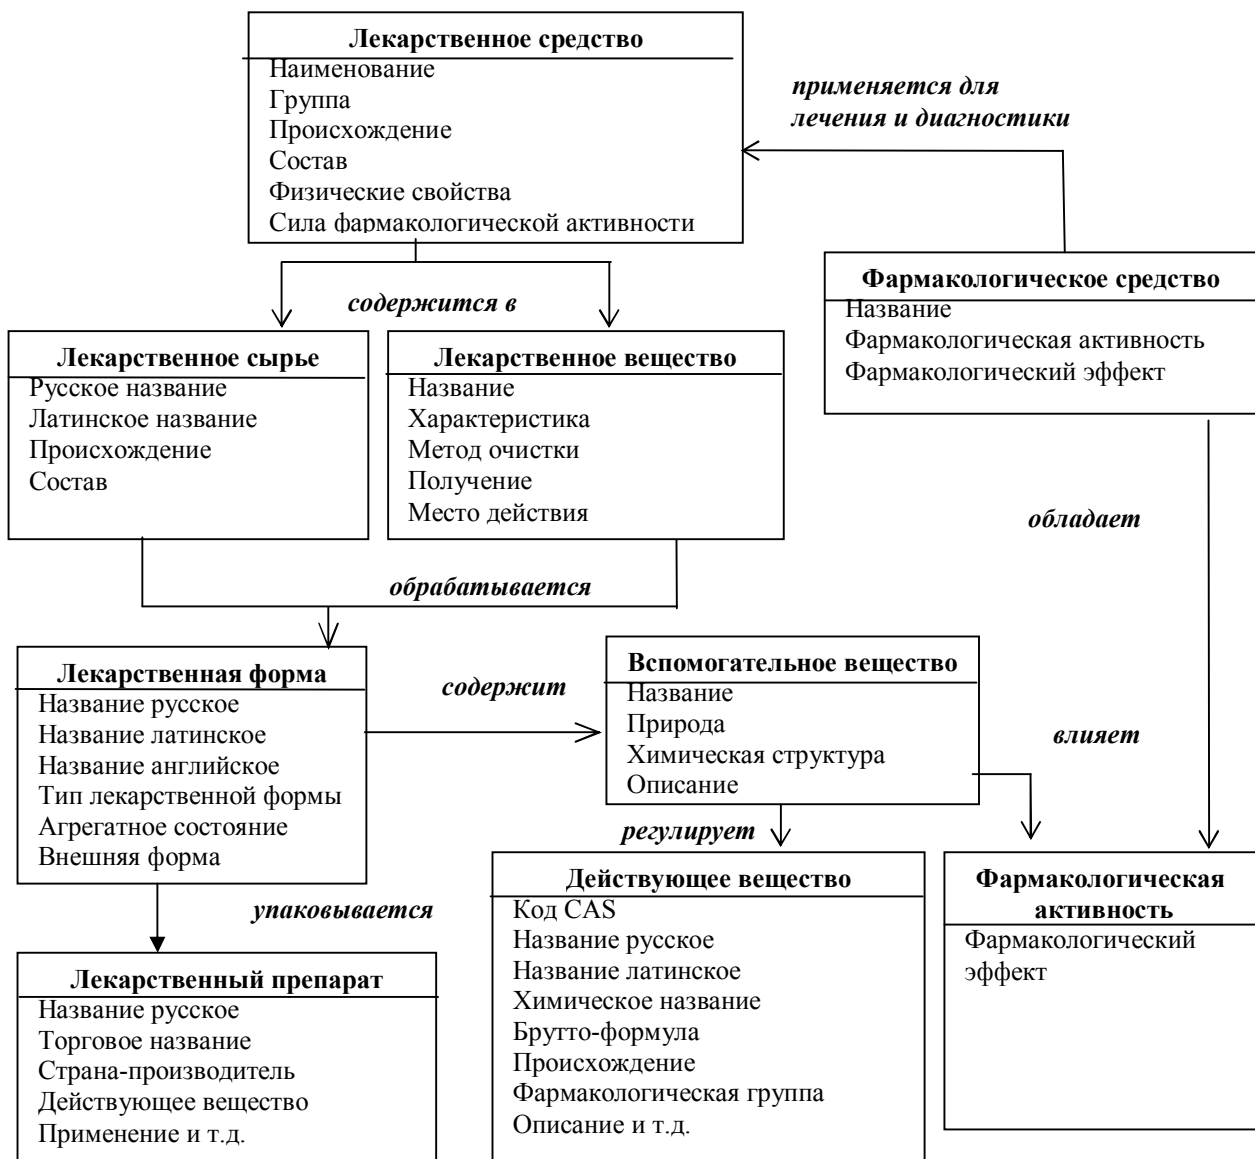 Лекарственное средство
Наименование
Группа
Происхождение
Состав
Физические свойства
Сила фармакологической активности
применяется для
лечения и диагностики
Фармакологическое средство
Название
Фармакологическая активность
Фармакологический эффект
содержится в
Лекарственное сырье
Русское название
Латинское название
Происхождение
Состав
Лекарственное вещество
Название
Характеристика
Метод очистки
Получение
Место действия
обладает
обрабатывается
Лекарственная форма
Название русское
Название латинское
Название английское
Тип лекарственной формы
Агрегатное состояние
Внешняя форма
содержит
Вспомогательное вещество
Название
Природа
Химическая структура
Описание
влияет
регулирует
упаковывается
Лекарственный препарат
Название русское
Торговое название
Страна-производитель
Действующее вещество
Применение и т.д.
Действующее вещество
Код CAS
Название русское
Название латинское
Химическое название
Брутто-формула
Происхождение
Фармакологическая группа
Описание и т.д.
Фармакологическая
активность
Фармакологический
эффект